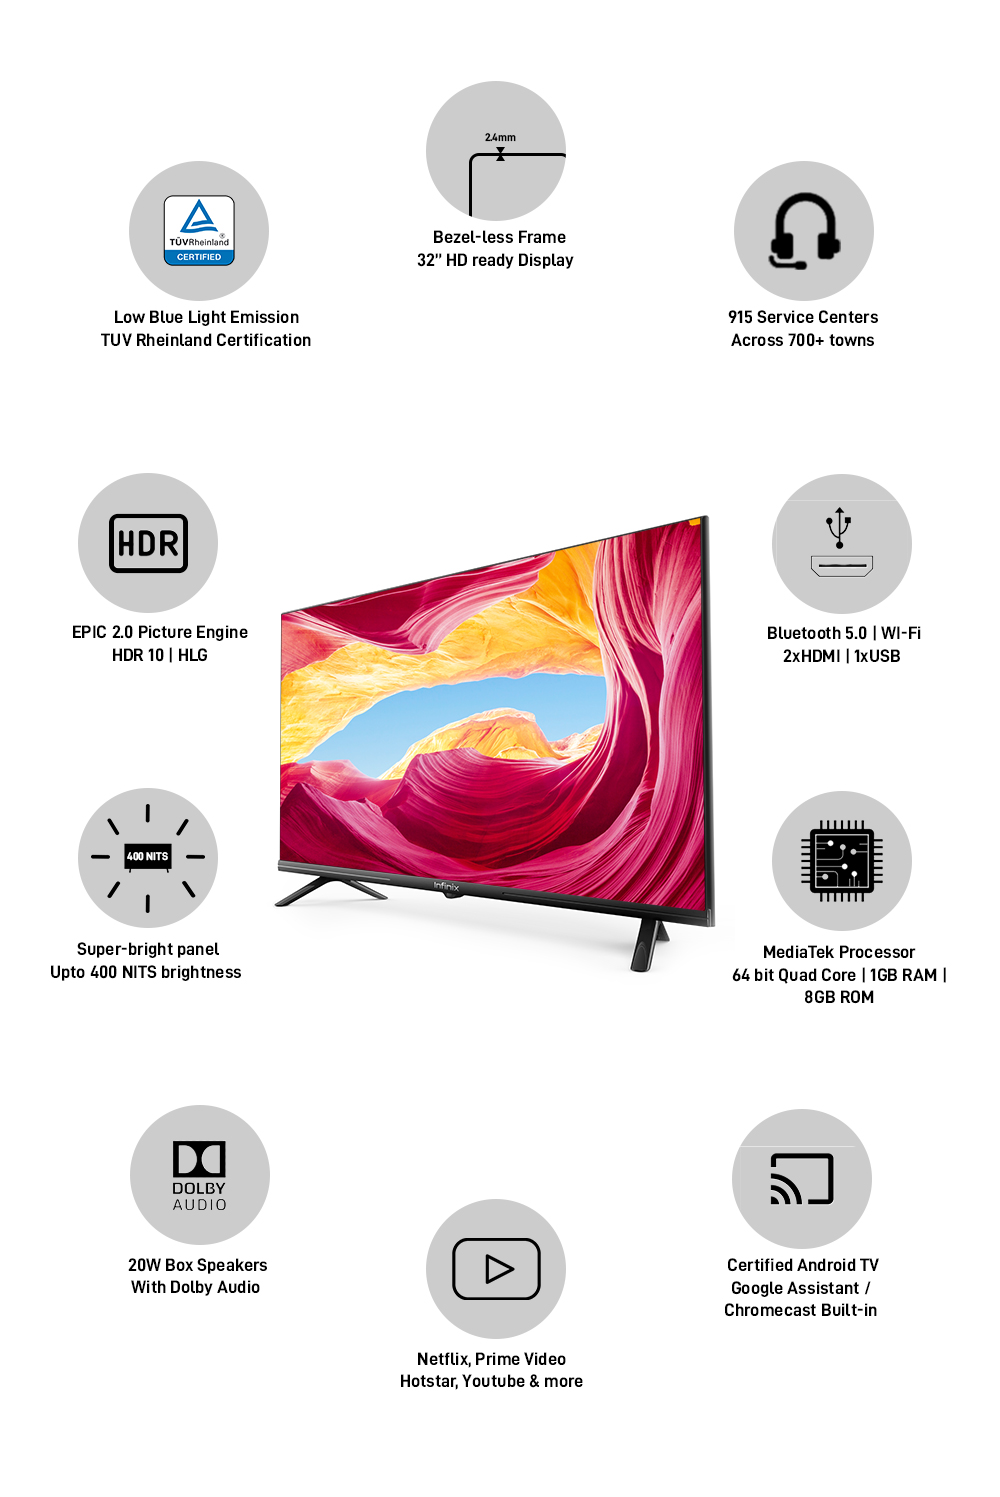 2.4mm
Bezel-less Frame
32" HD ready Display
TÜVRheinland
®
CERTIFIED
Low Blue Light Emission
TUV Rheinland Certification
915 Service Centers
Across 700+ towns
HDR
EPIC 2.0 Picture Engine
HDR 10 | HLG
Bluetooth 5.0 | WI-Fi
2xHDMI | 1xUSB
Infinix
400 NITS
Super-bright panel
Upto 400 NITS brightness
MediaTek Processor
64 bit Quad Core | 1GB RAM |
8GB ROM
DOLBY
AUDIO
20W Box Speakers
With Dolby Audio
Certified Android TV
Google Assistant /
Chromecast Built-in
Netflix, Prime Video
Hotstar, Youtube & more